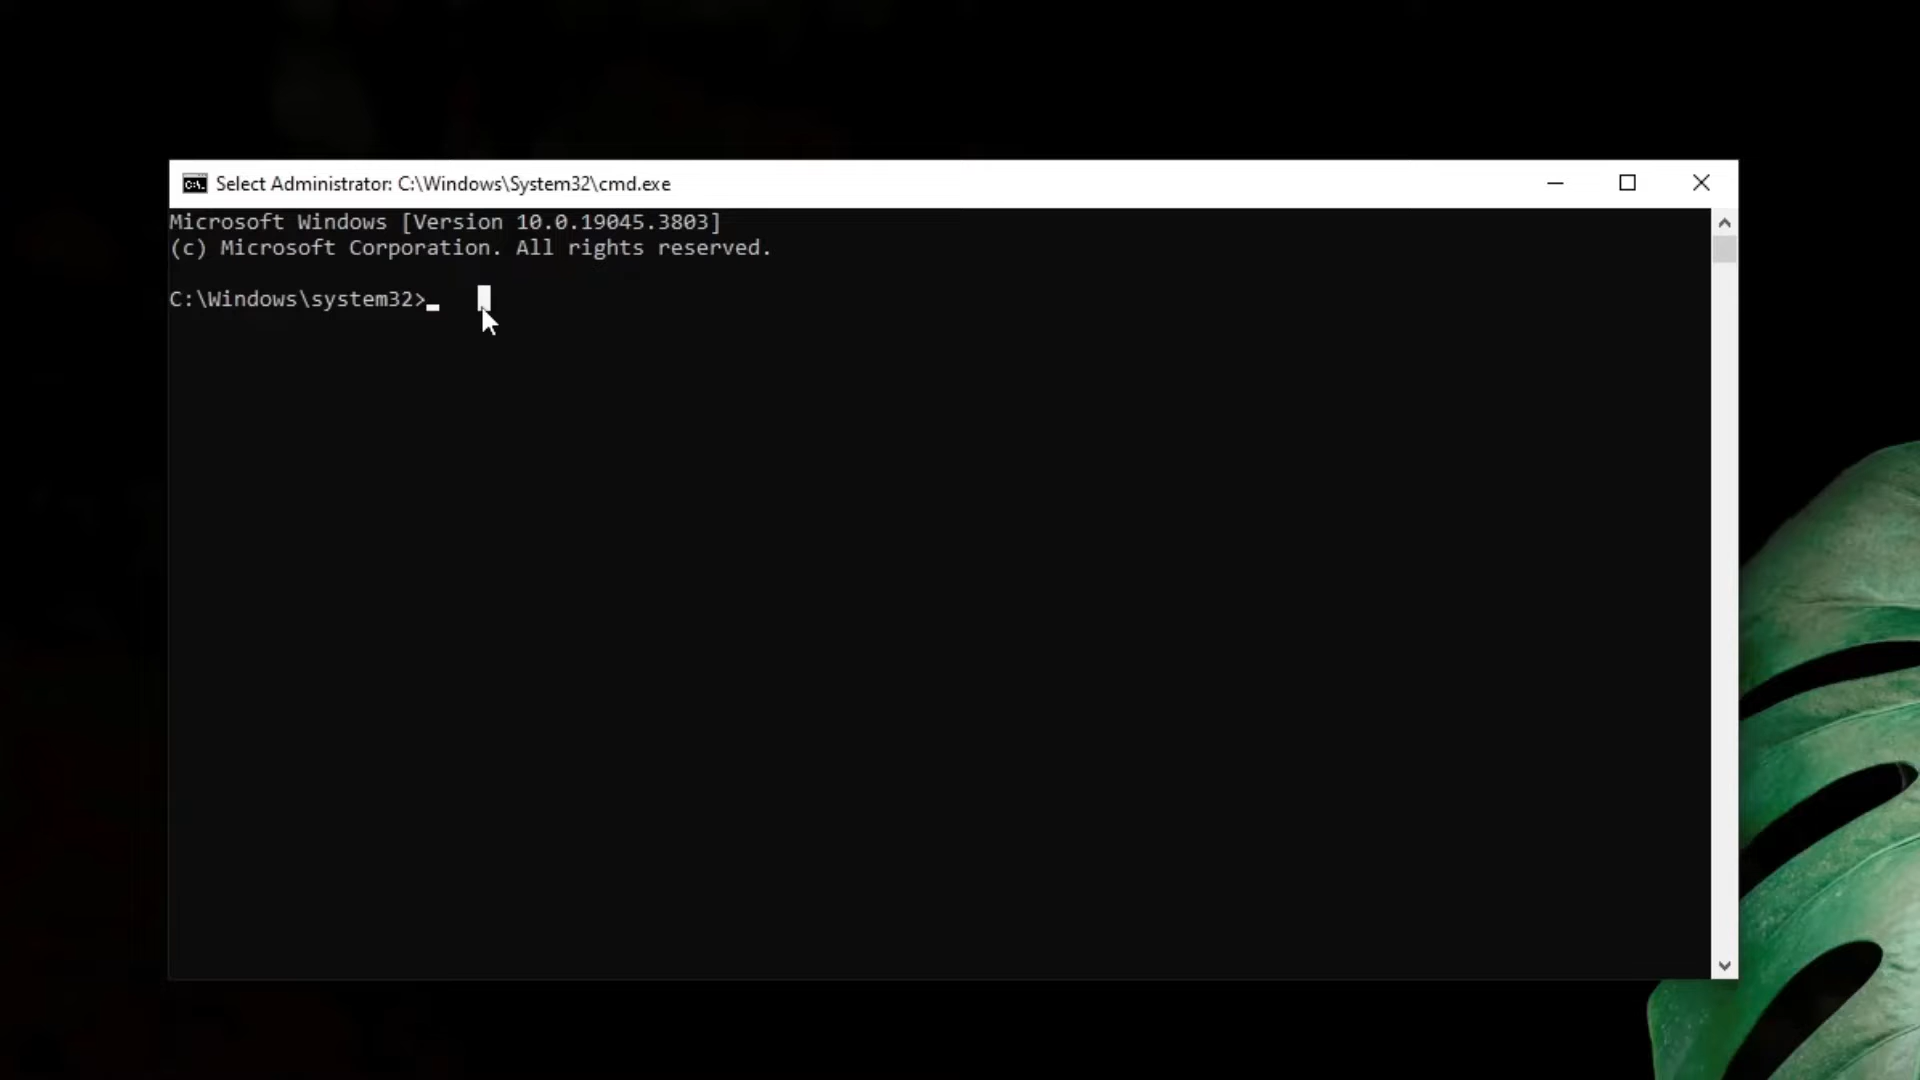 Select Administrator: C:\Windows\System32\cmd.exe
Microsoft Windows [Version 10.0.19045.3803]
(c) Microsoft Corporation. All rights reserved.
C:\Windows\system32>